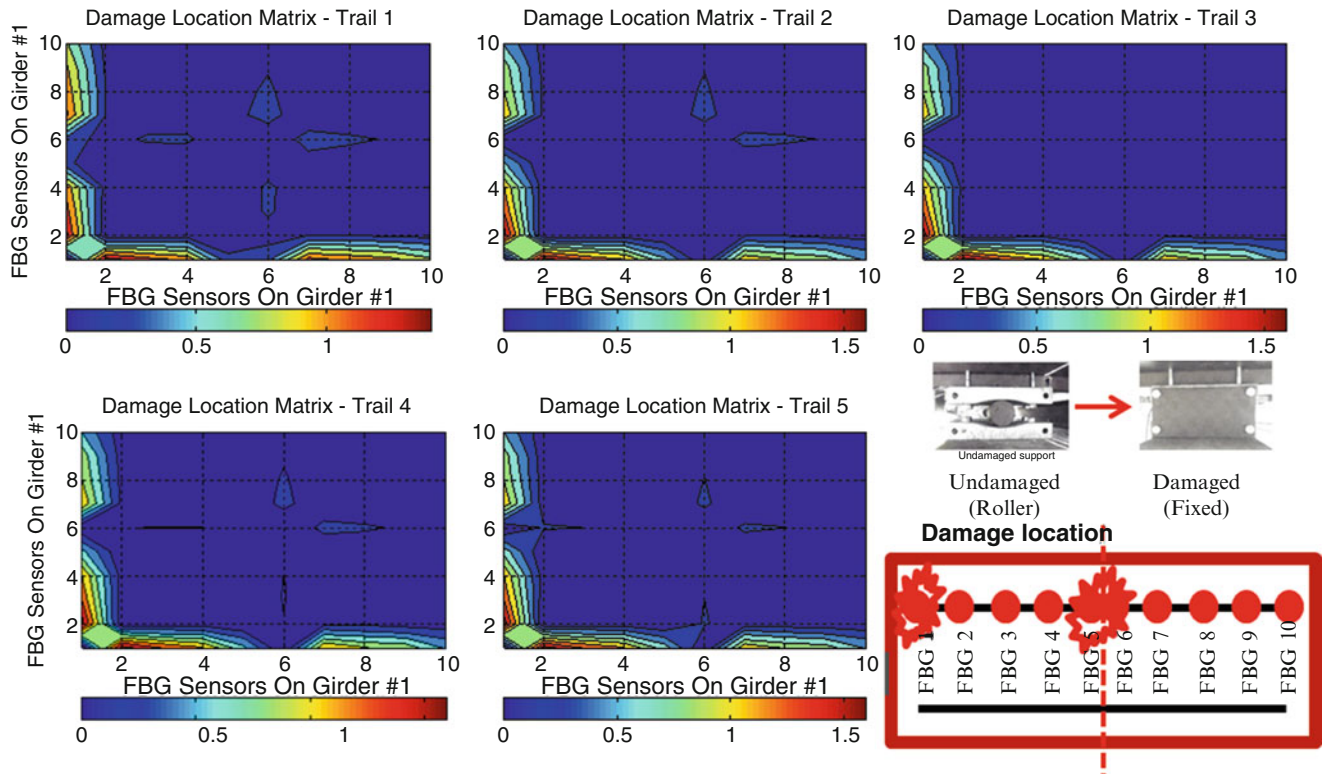 Damage Location Matrix - Trail 1
FBG Sensors On Girder #1
10
8
6
4
2
2 4 6 8 10
FBG Sensors On Girder #1
0 0.5 1
Damage Location Matrix - Trail 2
10
8
6
4
2
2 4 6 8 10
FBG Sensors On Girder #1
0 0.5 1 1.5
Damage Location Matrix - Trail 3
10
8
6
4
2
2 4 6 8 10
FBG Sensors On Girder #1
0 0.5 1 1.5
Damage Location Matrix - Trail 4
FBG Sensors On Girder #1
10
8
6
4
2
2 4 6 8 10
FBG Sensors On Girder #1
0 0.5 1
Damage Location Matrix - Trail 5
10
8
6
4
2
2 4 6 8 10
FBG Sensors On Girder #1
0 0.5 1 1.5
Undamaged support
Undamaged
(Roller)
Damaged
(Fixed)
Damage location
FBG 1
FBG 2
FBG 3
FBG 4
FBG 5
FBG 6
FBG 7
FBG 8
FBG 9
FBG 10